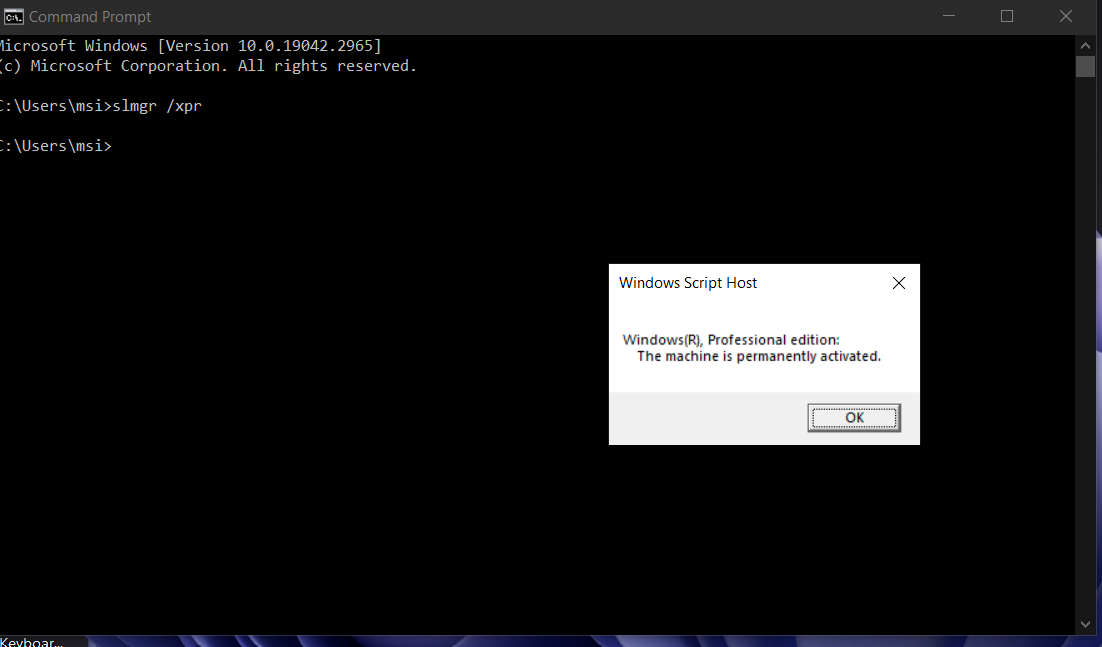 Command Prompt
Microsoft Windows [Version 10.0.19042.2965]
(c) Microsoft Corporation. All rights reserved.
C:\Users\msi>slmgr /xpr
C:\Users\msi>
Windows Script Host
Windows(R), Professional edition:
The machine is permanently activated.
OK
Keyboar...